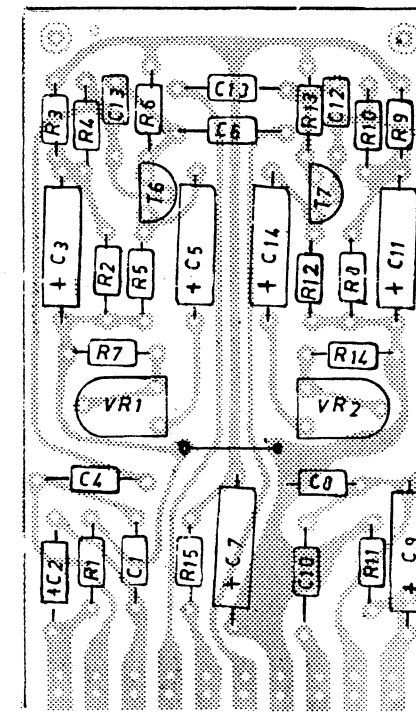 C13
R3
R4
C13
R6
R13
C12
R10
R9
C6
T6
T7
+ C3
R2
R5
+ C5
+ C14
R12
R8
+ C11
R7
R14
VR1
VR2
C4
C8
+C2
R1
C1
R15
+ C7
C10
R11
+ C9